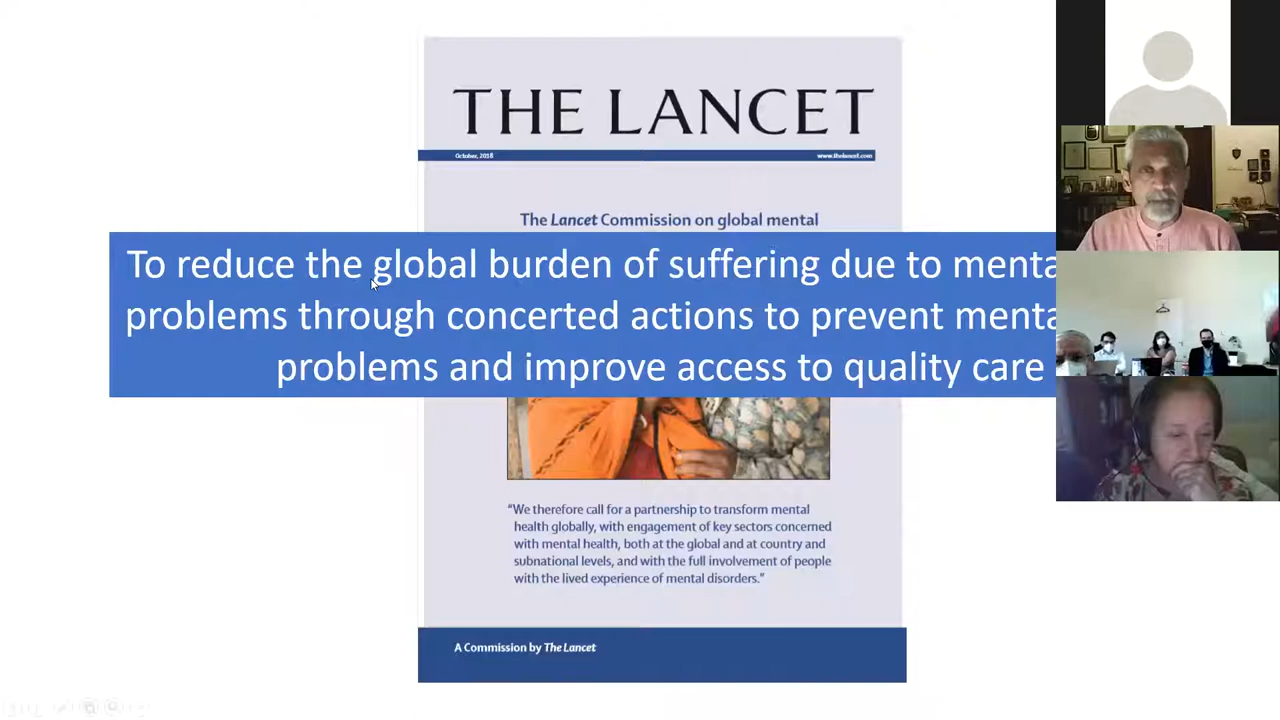 THE LANCET
October, 2018 www.thelancet.com
The Lancet Commission on global mental
To reduce the global burden of suffering due to menta
problems through concerted actions to prevent menta
problems and improve access to quality care
“We therefore call for a partnership to transform mental
health globally, with engagement of key sectors concerned
with mental health, both at the global and at country and
subnational levels, and with the full involvement of people
with the lived experience of mental disorders.”
A Commission by The Lancet